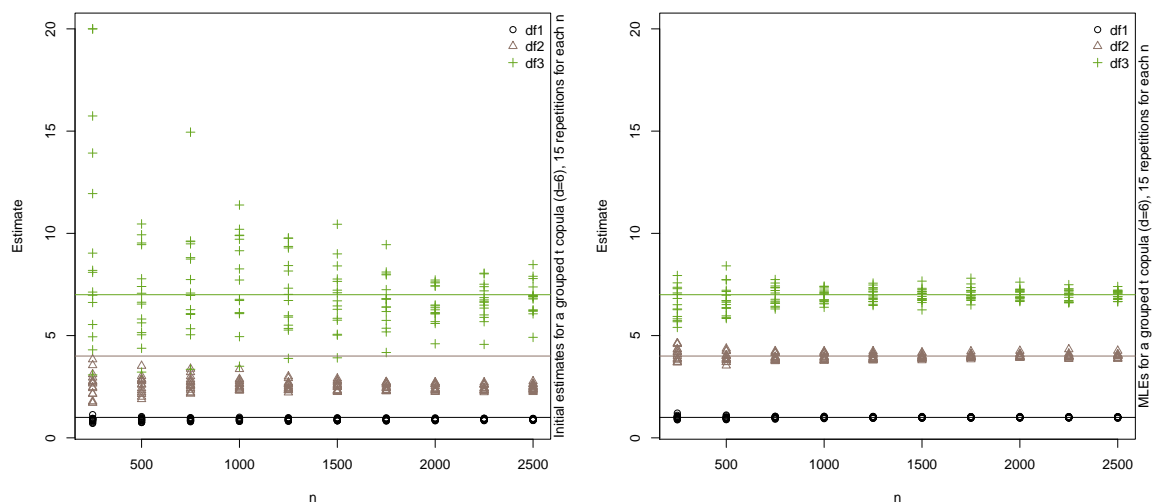 20
15
10
5
0
Estimate
500
1000
1500
2000
2500
n
df1
df2
df3
Initial estimates for a grouped t copula (d=6), 15 repetitions for each n
20
15
10
5
0
Estimate
500
1000
1500
2000
2500
n
df1
df2
df3
MLEs for a grouped t copula (d=6), 15 repetitions for each n